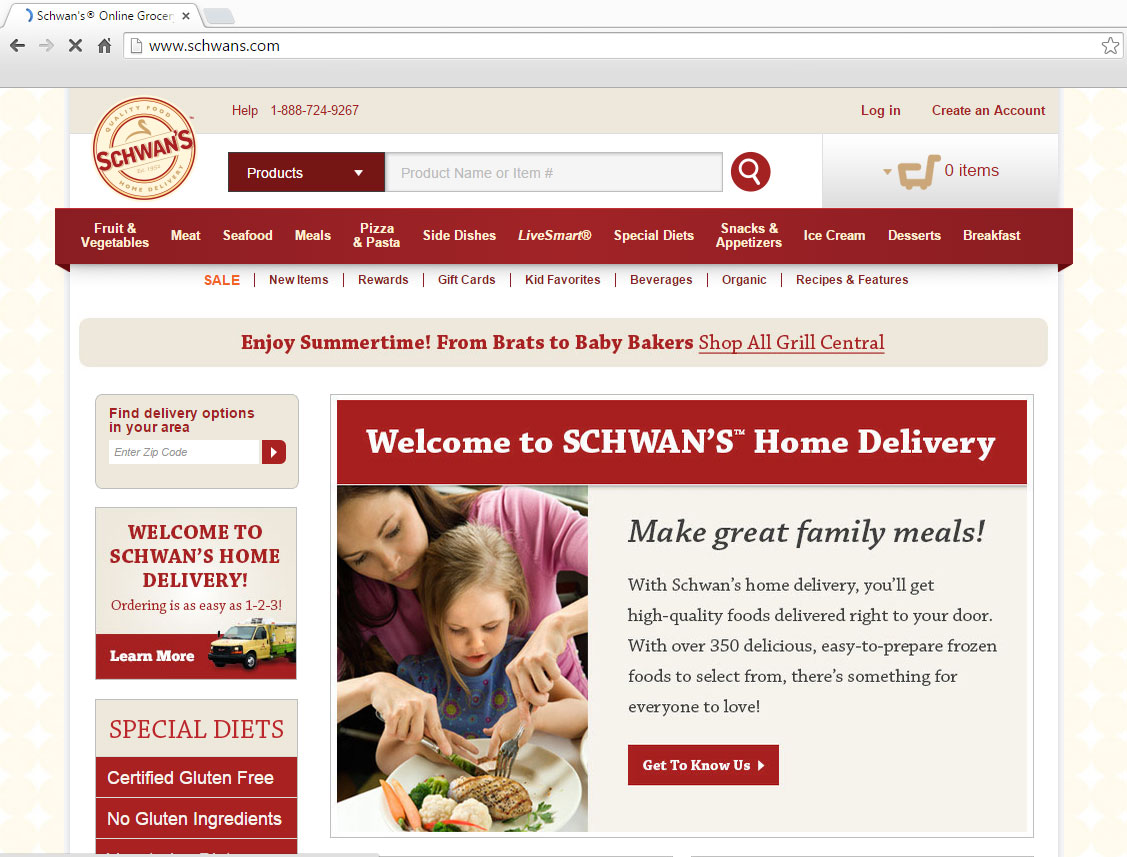 Schwan's® Online Grocer
www.schwans.com
QUALITY FOOD
SCHWAN'S
HOME DELIVERY
Help 1-888-724-9267
Log in Create an Account
Products
Product Name or Item #
0 items
Fruit &
Vegetables
Meat
Seafood
Meals
Pizza
& Pasta
Side Dishes
LiveSmart®
Special Diets
Snacks &
Appetizers
Ice Cream
Desserts
Breakfast
SALE
New Items
Rewards
Gift Cards
Kid Favorites
Beverages
Organic
Recipes & Features
Enjoy Summertime! From Brats to Baby Bakers Shop All Grill Central
Find delivery options
in your area
Enter Zip Code
WELCOME TO
SCHWAN'S HOME
DELIVERY!
Ordering is as easy as 1-2-3!
Learn More
SPECIAL DIETS
Certified Gluten Free
No Gluten Ingredients
Welcome to SCHWAN'S™ Home Delivery
Make great family meals!
With Schwan's home delivery, you'll get
high-quality foods delivered right to your door.
With over 350 delicious, easy-to-prepare frozen
foods to select from, there's something for
everyone to love!
Get To Know Us